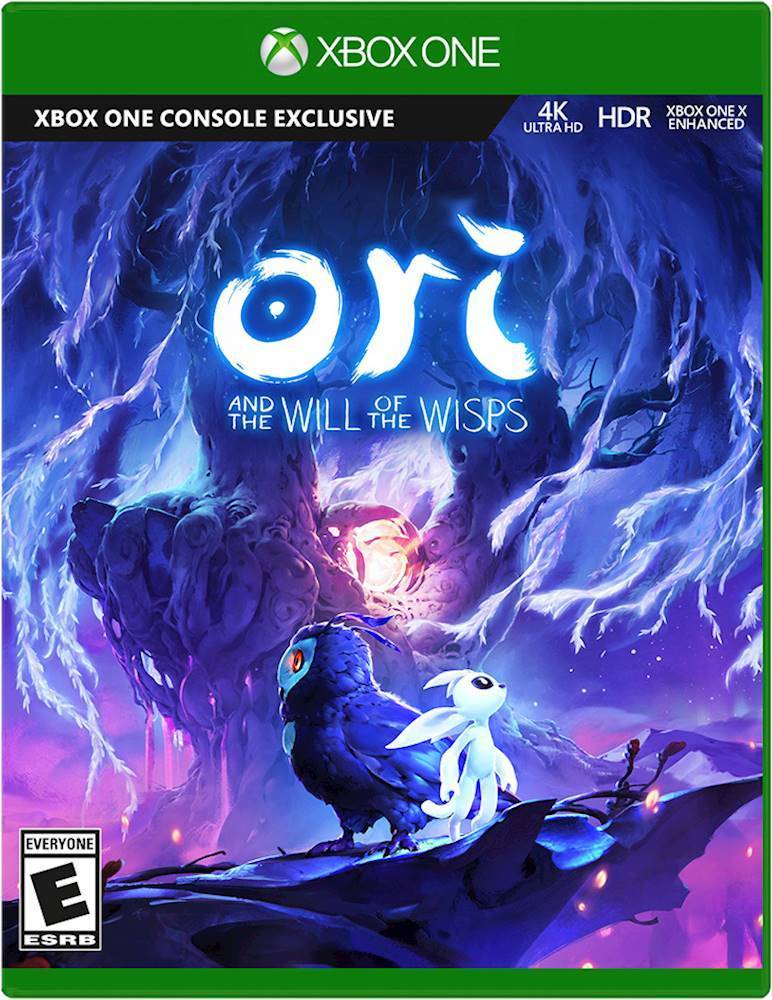 XBOX ONE
XBOX ONE CONSOLE EXCLUSIVE
4K
ULTRA HD
HDR
XBOX ONE X
ENHANCED
ori
AND THE WILL OF THE WISPS
EVERYONE
E
ESRB